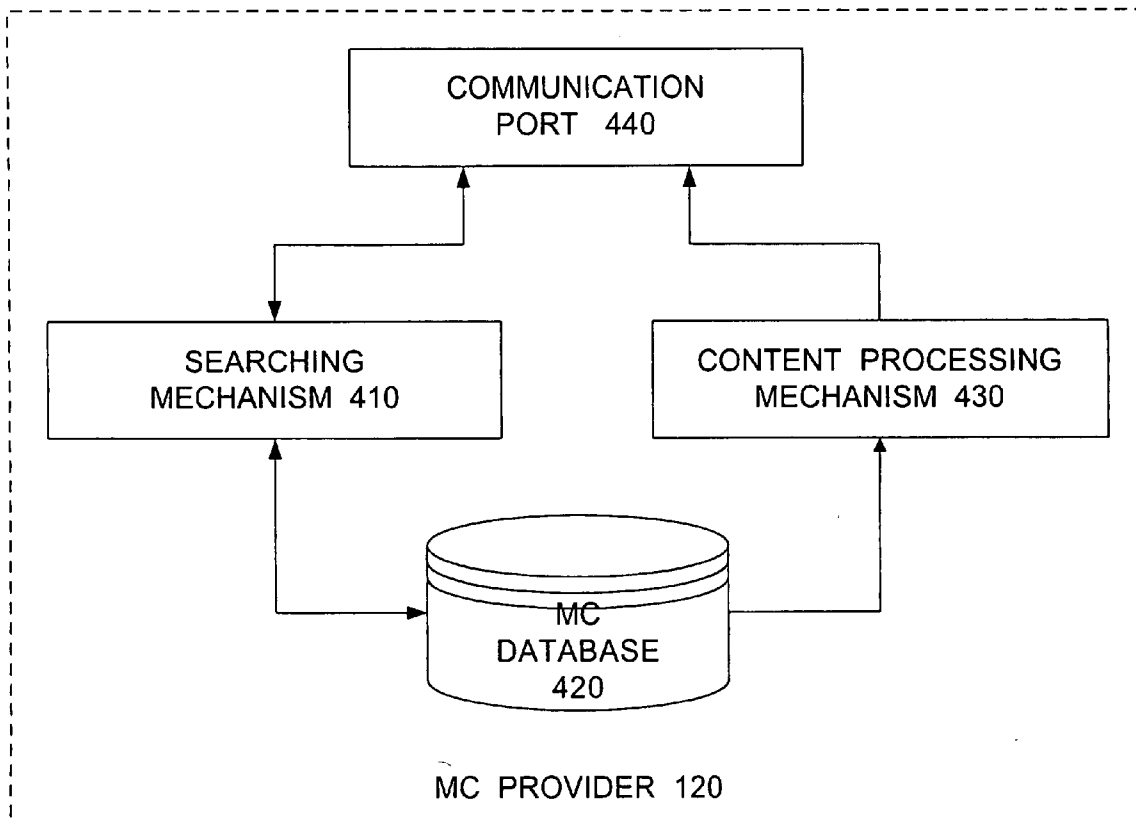 COMMUNICATION
PORT 440
SEARCHING
MECHANISM 410
CONTENT PROCESSING
MECHANISM 430
MC
DATABASE
420
MC PROVIDER 120